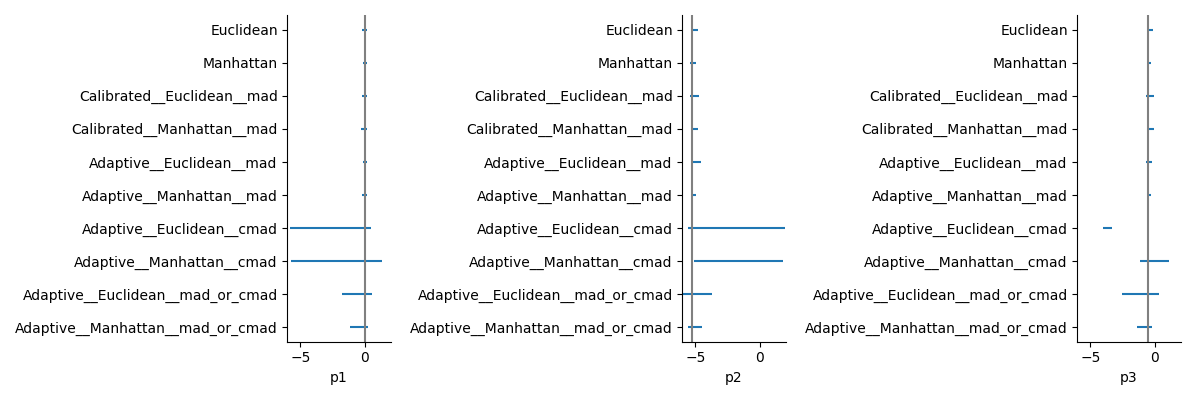 Euclidean
Manhattan
Calibrated__Euclidean__mad
Calibrated__Manhattan__mad
Adaptive__Euclidean__mad
Adaptive__Manhattan__mad
Adaptive__Euclidean__cmad
Adaptive__Manhattan__cmad
Adaptive__Euclidean__mad_or_cmad
Adaptive__Manhattan__mad_or_cmad
−5 0
p1
Euclidean
Manhattan
Calibrated__Euclidean__mad
Calibrated__Manhattan__mad
Adaptive__Euclidean__mad
Adaptive__Manhattan__mad
Adaptive__Euclidean__cmad
Adaptive__Manhattan__cmad
Adaptive__Euclidean__mad_or_cmad
Adaptive__Manhattan__mad_or_cmad
−5 0
p2
Euclidean
Manhattan
Calibrated__Euclidean__mad
Calibrated__Manhattan__mad
Adaptive__Euclidean__mad
Adaptive__Manhattan__mad
Adaptive__Euclidean__cmad
Adaptive__Manhattan__cmad
Adaptive__Euclidean__mad_or_cmad
Adaptive__Manhattan__mad_or_cmad
−5 0
p3